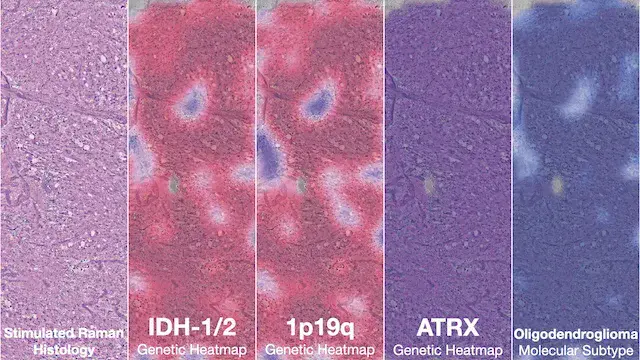 Stimulated Raman
Histology
IDH-1/2
Genetic Heatmap
1p19q
Genetic Heatmap
ATRX
Genetic Heatmap
Oligodendroglioma
Molecular Subtype